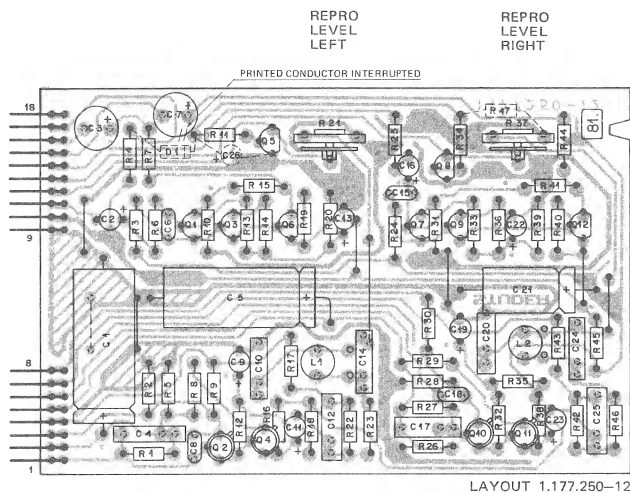 REPRO LEVEL LEFT
REPRO LEVEL RIGHT
PRINTED CONDUCTOR INTERRUPTED
18
C3
C7
R4
R7
D1
R11
C26
Q5
R21
R25
C16
Q8
R34
R47
R37
R44
81.
R15
C15
R41
C2
R3
R6
C6
Q1
R10
Q3
R13
R14
Q6
R19
R20
C13
R24
Q7
R31
Q9
R33
R36
C22
R39
R40
Q12
9
C1
C5
C21
STUDER
R30
C19
C20
L2
R43
C24
R45
8
R2
R5
R8
R9
C9
C10
R17
L1
C14
R29
R28
C18
R35
R27
C4
R1
C8
Q2
R12
Q4
R16
C11
R18
C12
R22
R23
C17
R26
Q10
R32
Q11
R38
C23
R42
C25
R46
1
LAYOUT 1.177.250-12